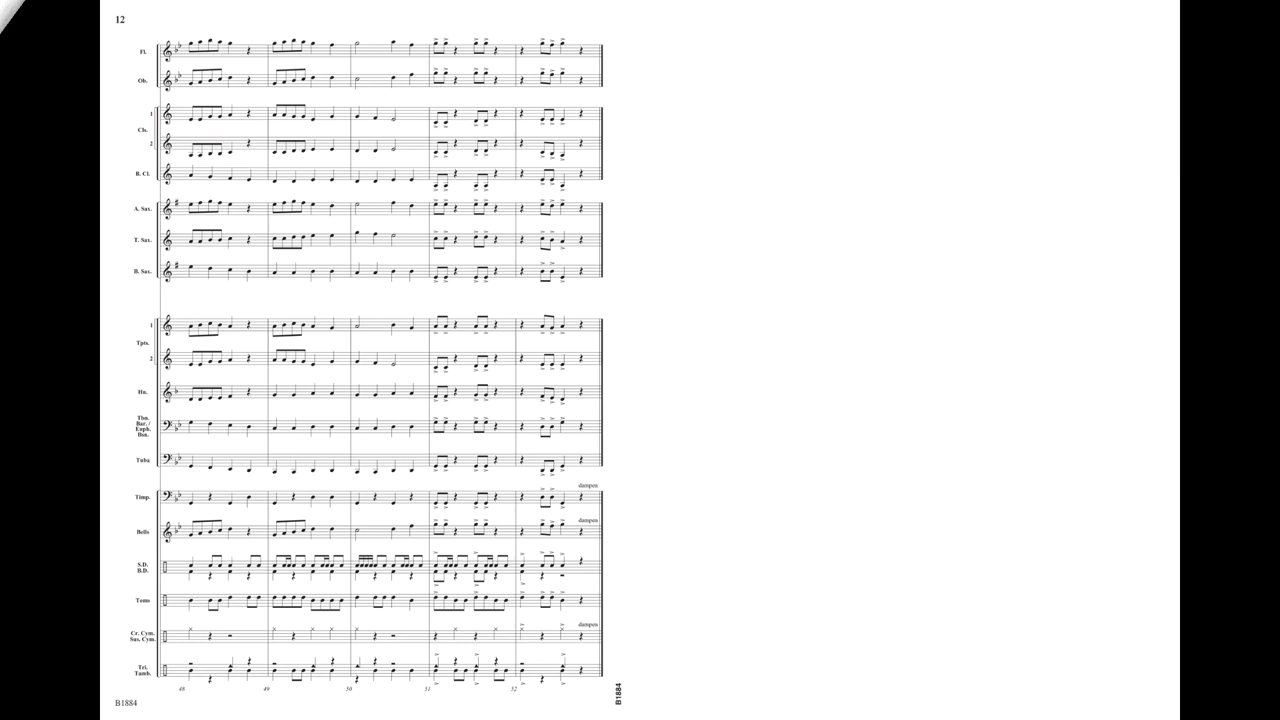 12
Fl.
Ob.
1
Cls.
2
B. Cl.
A. Sax.
T. Sax.
B. Sax.
1
Tpts.
2
Hn.
Tbn.
Bar. /
Euph.
Bsn.
Tuba
dampen
Timp.
dampen
Bells
S.D.
B.D.
Toms
dampen
Cr. Cym.
Sus. Cym.
Tri.
Tamb.
48 49 50 51 52
B1884
B1884